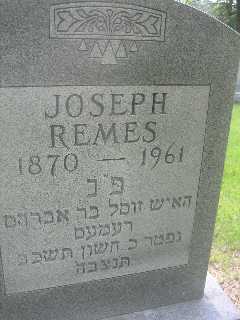 JOSEPH
REMES
1870 — 1961
פ נ
האיש זוסל בר אברהם
רעמעס
נפטר כ חשון תשכב
תנצבה